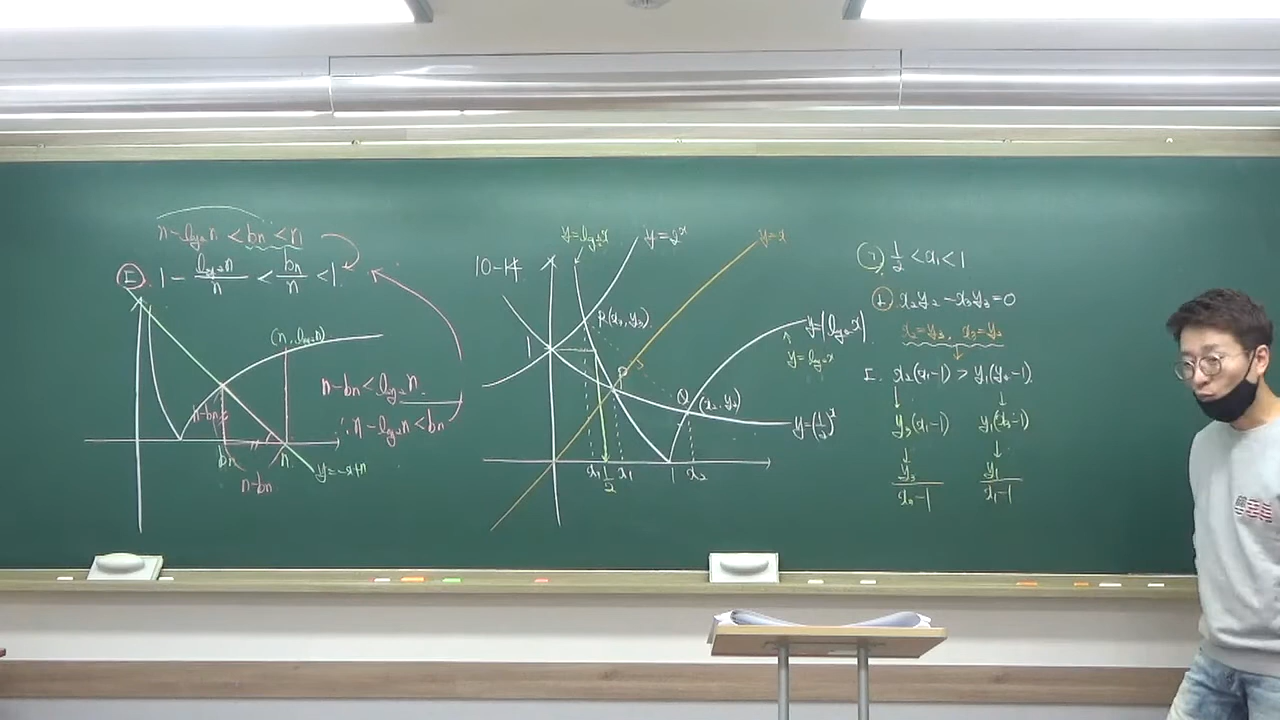 n-log₂n < bn < n
ㄷ. 1 - log₂n/n < bn/n < 1
(n, log₂n)
n-bn < log₂n
∴ n-log₂n < bn
n-bn
bn
n
n-bn
y=-x+n
10-14
y=log½x
y=2ˣ
y=x
R(x₃, y₃)
y=|log₂x|
y=log₂x
1
P
Q(x₂, y₂)
y=(½)ˣ
½
x₁
1
x₂
ㄱ) ½ < x₁ < 1
ㄴ. x₂y₂ - x₃y₃ = 0
x₂=y₃, x₃=y₂
ㄷ. x₂(x₁-1) > y₁(y₂-1)
y₃(x₁-1)
y₁(x₃-1)
y₃/x₃-1
y₁/x₁-1